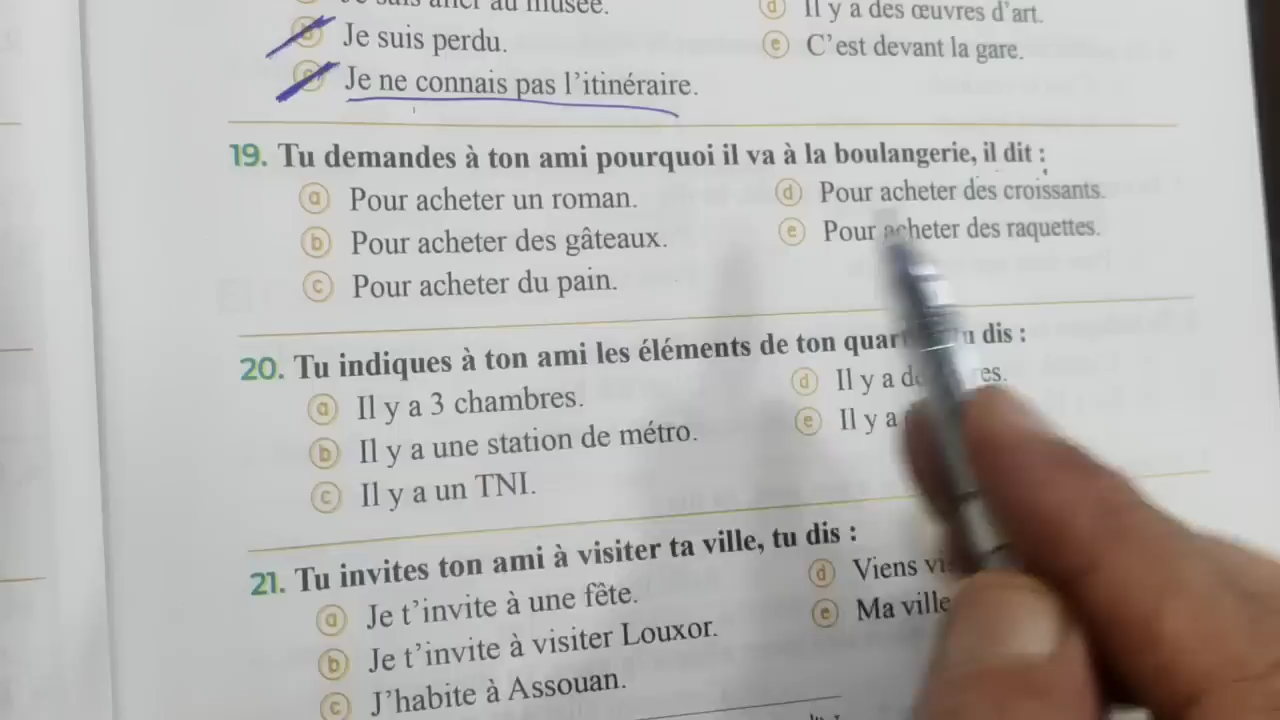 au musée.
Je suis perdu.
c Je ne connais pas l'itinéraire.
d Il y a des œuvres d'art.
e C'est devant la gare.
19. Tu demandes à ton ami pourquoi il va à la boulangerie, il dit :
a Pour acheter un roman.
b Pour acheter des gâteaux.
c Pour acheter du pain.
d Pour acheter des croissants.
e Pour acheter des raquettes.
20. Tu indiques à ton ami les éléments de ton tu dis :
a Il y a 3 chambres.
b Il y a une station de métro.
c Il y a un TNI.
d Il y a
e Il y a
21. Tu invites ton ami à visiter ta ville, tu dis :
a Je t'invite à une fête.
b Je t'invite à visiter Louxor.
c J'habite à Assouan.
d Viens
e Ma ville